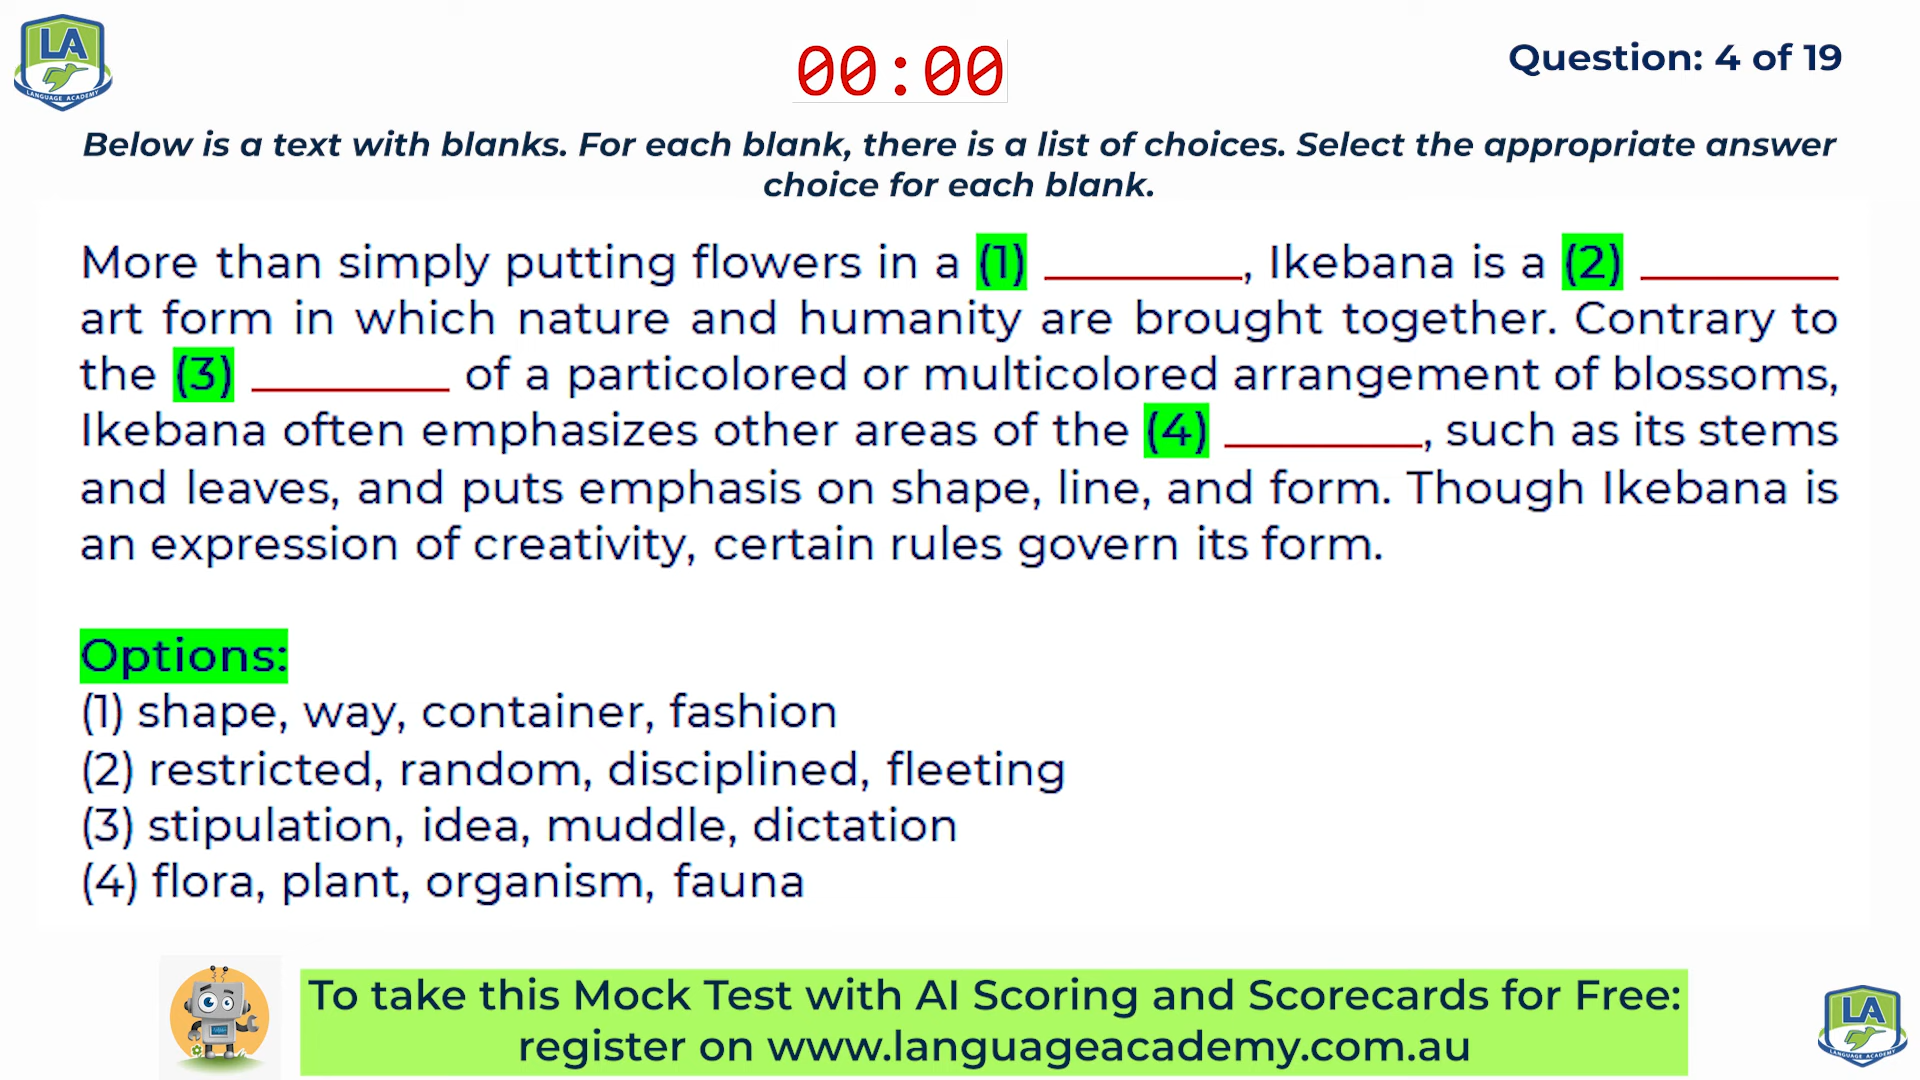 LA
LANGUAGE ACADEMY
00:00
Question: 4 of 19
Below is a text with blanks. For each blank, there is a list of choices. Select the appropriate answer
choice for each blank.
More than simply putting flowers in a (1) ________, Ikebana is a (2) ________
art form in which nature and humanity are brought together. Contrary to
the (3) ________ of a particolored or multicolored arrangement of blossoms,
Ikebana often emphasizes other areas of the (4) ________, such as its stems
and leaves, and puts emphasis on shape, line, and form. Though Ikebana is
an expression of creativity, certain rules govern its form.
Options:
(1) shape, way, container, fashion
(2) restricted, random, disciplined, fleeting
(3) stipulation, idea, muddle, dictation
(4) flora, plant, organism, fauna
To take this Mock Test with AI Scoring and Scorecards for Free:
register on www.languageacademy.com.au
LA
LANGUAGE ACADEMY